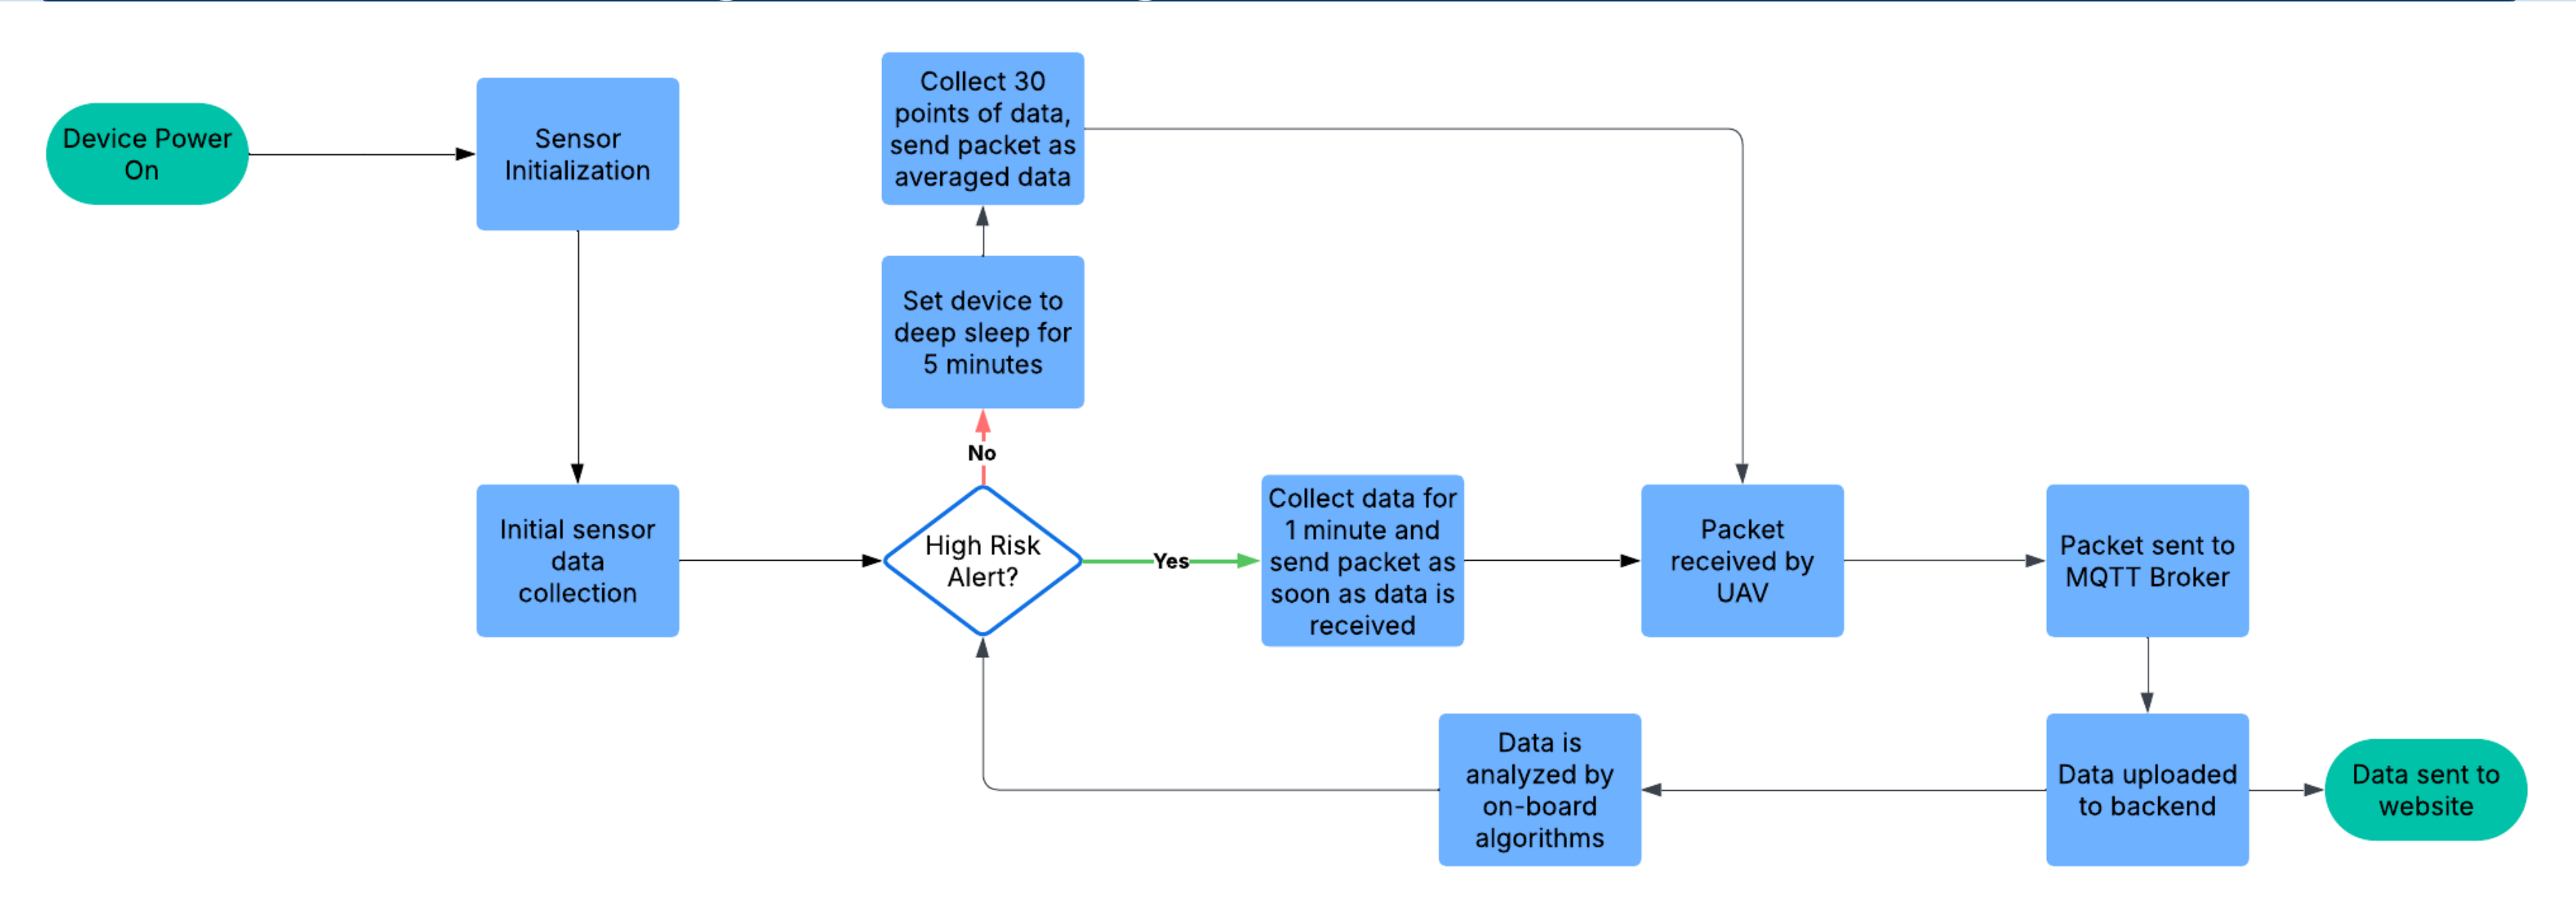 Device Power
On
Sensor
Initialization
Initial sensor
data
collection
High Risk
Alert?
No
Set device to
deep sleep for
5 minutes
Collect 30
points of data,
send packet as
averaged data
Yes
Collect data for
1 minute and
send packet as
soon as data is
received
Packet
received by
UAV
Packet sent to
MQTT Broker
Data uploaded
to backend
Data is
analyzed by
on-board
algorithms
Data sent to
website